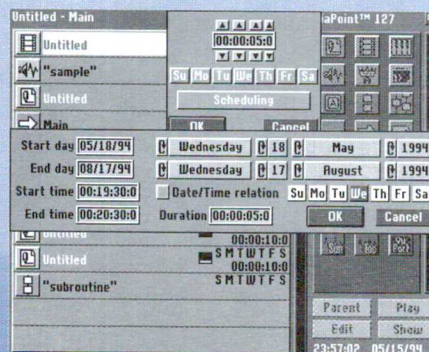 Untitled - Main
iaPoint™ 127
00:00:05:0
Untitled
"sample"
Su Mo Tu We Th Fr Sa
Untitled
Scheduling
Main
OK Cancel
Start day 05/18/94 Wednesday 18 May 1994
End day 08/17/94 Wednesday 17 August 1994
Start time 00:19:30:0 Date/Time relation Su Mo Tu We Th Fr Sa
End time 00:20:30:0 Duration 00:00:05:0 OK Cancel
Untitled 00:00:10:0
Untitled S M T W T F S
00:00:10:0
"subroutine" S M T W T F S
Parent Play
Edit Show
23:57:02 05/15/94